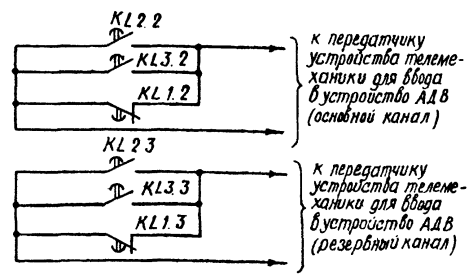 KL2.2
KL3.2
KL1.2
к передатчику
устройства телеме-
ханики для ввода
в устройство АДВ
(основной канал)
KL2.3
KL3.3
KL1.3
к передатчику
устройства телеме-
ханики для ввода
в устройство АДВ
(резервный канал)